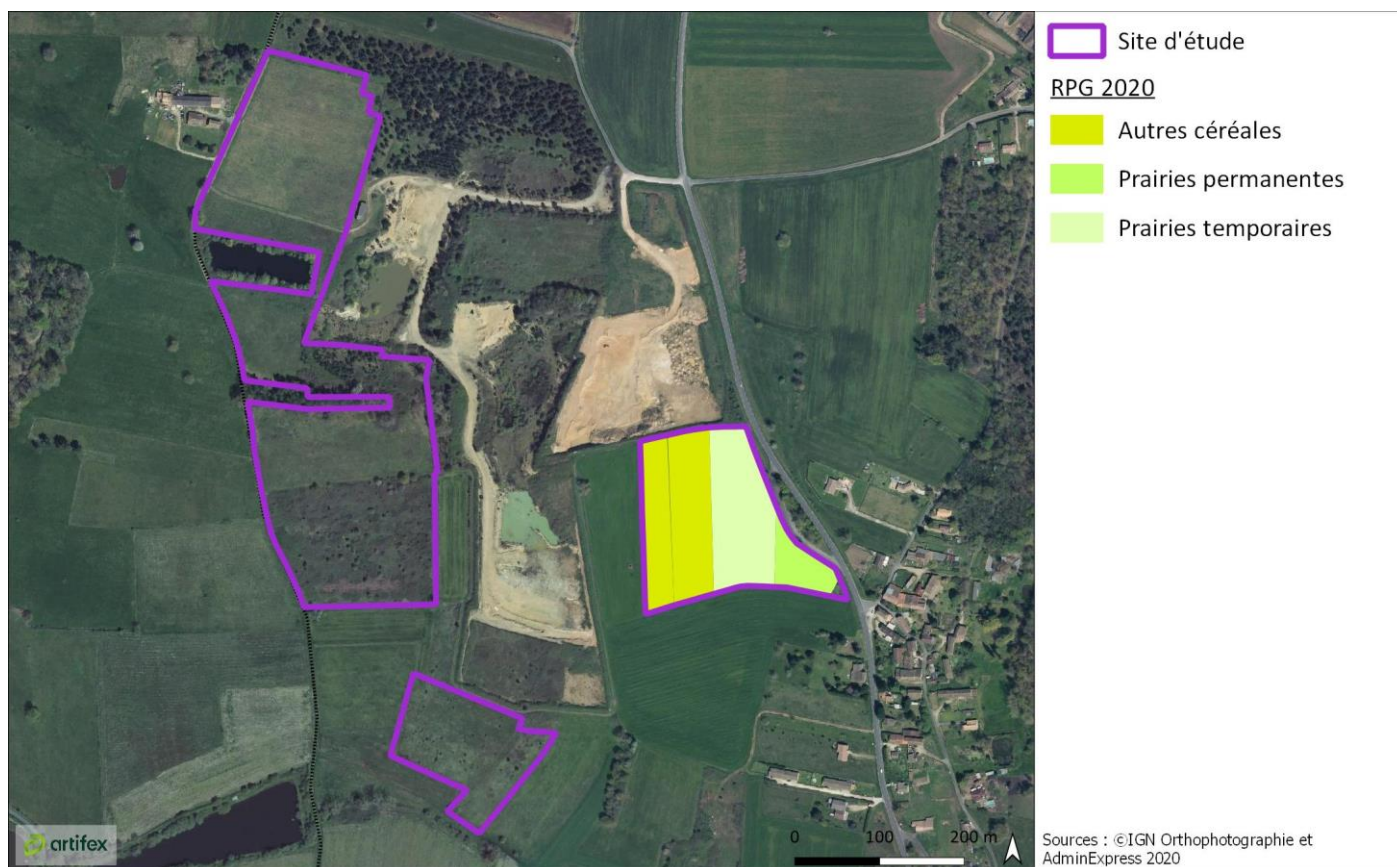 Site d'étude
RPG 2020
Autres céréales
Prairies permanentes
Prairies temporaires
artifex
0 100 200 m
Sources : ©IGN Orthophotographie et
AdminExpress 2020